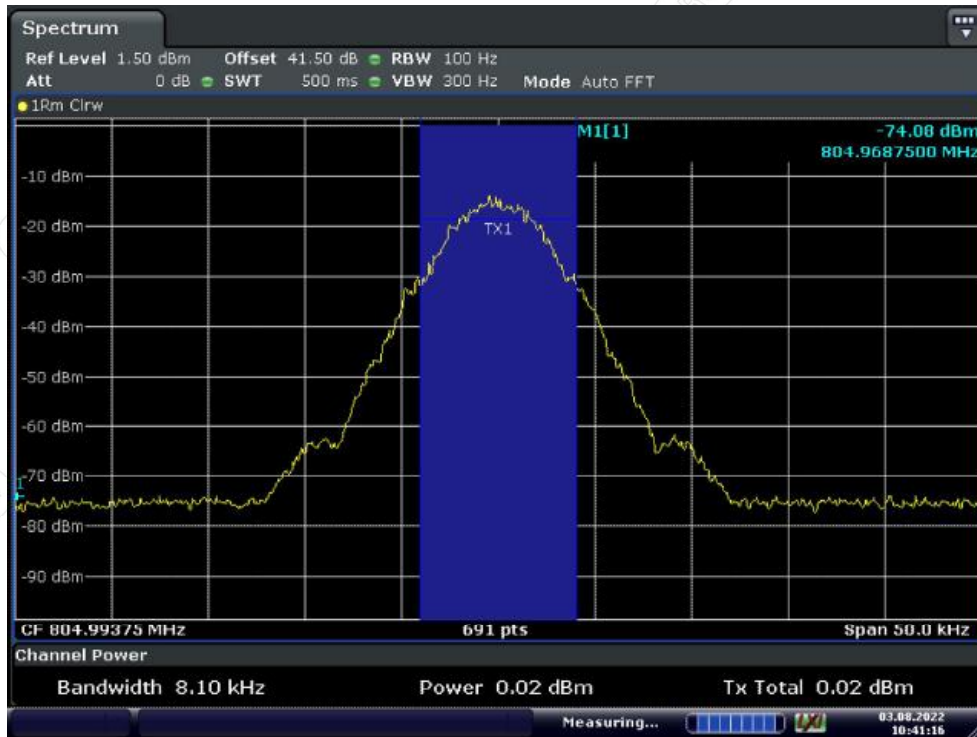 Spectrum
Ref Level 1.50 dBm Offset 41.50 dB RBW 100 Hz
Att 0 dB SWT 500 ms VBW 300 Hz Mode Auto FFT
1Rm Clrw
M1[1] -74.08 dBm
804.9687500 MHz
-10 dBm
-20 dBm
TX1
-30 dBm
-40 dBm
-50 dBm
-60 dBm
1
-70 dBm
-80 dBm
-90 dBm
CF 804.99375 MHz 691 pts Span 50.0 kHz
Channel Power
Bandwidth 8.10 kHz Power 0.02 dBm Tx Total 0.02 dBm
Measuring... LXI 03.08.2022
10:41:16